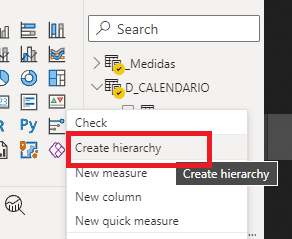 Search
_Medidas
D_CALENDARIO
Check
Create hierarchy
New measure
Create hierarchy
New column
New quick measure
R
Py